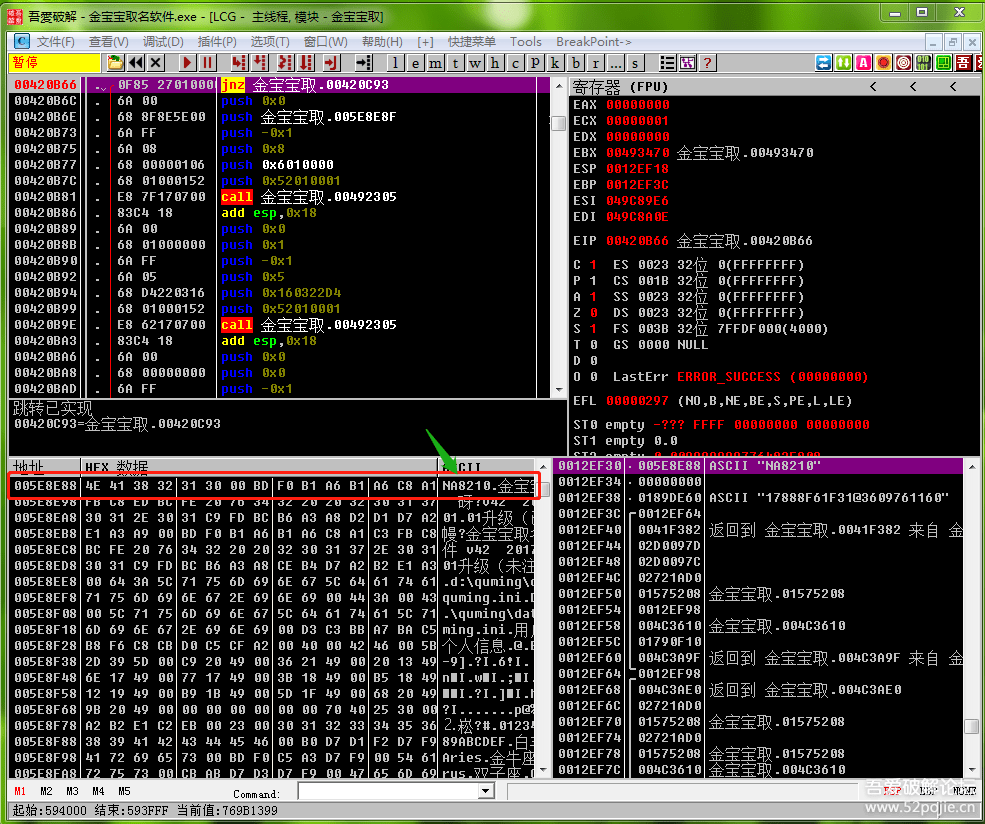 吾爱破解 - 金宝宝取名软件.exe - [LCG - 主线程, 模块 - 金宝宝取]
文件(F) 查看(V) 调试(D) 插件(P) 选项(T) 窗口(W) 帮助(H) [+] 快捷菜单 Tools BreakPoint->
暂停 l e m t w h c p k b r ... s ?
00420B66 . 0F85 27010000 jnz 金宝宝取.00420C93
00420B6C . 6A 00 push 0x0
00420B6E . 68 8F8E5E00 push 金宝宝取.005E8E8F
00420B73 . 6A FF push -0x1
00420B75 . 6A 08 push 0x8
00420B77 . 68 00000106 push 0x6010000
00420B7C . 68 01000152 push 0x52010001
00420B81 . E8 7F170700 call 金宝宝取.00492305
00420B86 . 83C4 18 add esp,0x18
00420B89 . 6A 00 push 0x0
00420B8B . 68 01000000 push 0x1
00420B90 . 6A FF push -0x1
00420B92 . 6A 05 push 0x5
00420B94 . 68 D4220316 push 0x160322D4
00420B99 . 68 01000152 push 0x52010001
00420B9E . E8 62170700 call 金宝宝取.00492305
00420BA3 . 83C4 18 add esp,0x18
00420BA6 . 6A 00 push 0x0
00420BA8 . 68 00000000 push 0x0
00420BAD . 6A FF push -0x1
跳转已实现
00420C93=金宝宝取.00420C93
寄存器 (FPU) < < <
EAX 00000000
ECX 00000001
EDX 00000000
EBX 00493470 金宝宝取.00493470
ESP 0012EF18
EBP 0012EF3C
ESI 049C89E6
EDI 049C8A0E
EIP 00420B66 金宝宝取.00420B66
C 1 ES 0023 32位 0(FFFFFFFF)
P 1 CS 001B 32位 0(FFFFFFFF)
A 1 SS 0023 32位 0(FFFFFFFF)
Z 0 DS 0023 32位 0(FFFFFFFF)
S 1 FS 003B 32位 7FFDF000(4000)
T 0 GS 0000 NULL
D 0
O 0 LastErr ERROR_SUCCESS (00000000)
EFL 00000297 (NO,B,NE,BE,S,PE,L,LE)
ST0 empty -??? FFFF 00000000 00000000
ST1 empty 0.0
地址 HEX 数据 ASCII
005E8E88 4E 41 38 32 31 30 00 BD F0 B1 A6 B1 A6 C8 A1 NA8210.金宝
005E8EA8 30 31 2E 30 31 C9 FD BC B6 A3 A8 D2 D1 D7 A2 01.01升级
005E8EB8 E1 A3 A9 00 BD F0 B1 A6 B1 A6 C8 A1 C3 FB C8
005E8EC8 BC FE 20 76 34 32 20 20 32 30 31 37 2E 30 31 件 v42 2017
005E8ED8 30 31 C9 FD BC B6 A3 A8 CE B4 D7 A2 B2 E1 A3 01升级（未
005E8EE8 00 64 3A 5C 71 75 6D 69 6E 67 5C 64 61 74 61 .d:\quming\
005E8EF8 71 75 6D 69 6E 67 2E 69 6E 69 00 44 3A 00 43 quming.ini.D
005E8F08 00 5C 71 75 6D 69 6E 67 5C 64 61 74 61 5C 71 .\quming\dat
005E8F18 6D 69 6E 67 2E 69 6E 69 00 D3 C3 BB A7 BA C5 ming.ini.用
005E8F28 B8 F6 C8 CB D0 C5 CF A2 00 40 00 42 46 00 5B 个人信息.@.
005E8F38 2D 39 5D 00 C9 20 49 00 36 21 49 00 20 13 49
005E8F48 6E 17 49 00 77 17 49 00 3B 18 49 00 B5 18 49
005E8F58 12 19 49 00 B9 1B 49 00 5D 1F 49 00 68 20 49
005E8F68 9B 20 49 00 00 00 00 00 00 00 70 40 25 30 00
005E8F78 A2 B2 E1 C2 EB 00 23 00 30 31 32 33 34 35 36
005E8F88 38 39 41 42 43 44 45 46 00 B0 D7 D1 F2 D7 F9 89ABCDEF.白
005E8F98 41 72 69 65 73 00 BD F0 C5 A3 D7 F9 00 54 61 Aries.金牛座
005E8FA8 72 75 73 00 CB AB D7 D3 D7 F9 00 47 65 6D 69 rus.双子座
0012EF30 005E8E88 ASCII "NA8210"
0012EF34 00000000
0012EF38 0189DE60 ASCII "17888F61F31@3609761160"
0012EF3C 0012EF64
0012EF40 0041F382 返回到 金宝宝取.0041F382 来自 金
0012EF44 02D0097D
0012EF48 02D0097C
0012EF4C 02721AD0
0012EF50 01575208 金宝宝取.01575208
0012EF54 0012EF98
0012EF58 004C3610 金宝宝取.004C3610
0012EF5C 01790F10
0012EF60 004C3A9F 返回到 金宝宝取.004C3A9F 来自 金
0012EF64 0012EF98
0012EF68 004C3AE0 返回到 金宝宝取.004C3AE0
0012EF6C 02721AD0
0012EF70 01575208 金宝宝取.01575208
0012EF74 02721AD0
0012EF78 01575208 金宝宝取.01575208
0012EF7C 004C3610 金宝宝取.004C3610
M1 M2 M3 M4 M5 Command: ESP EBP NONE
起始:594000 结束:593FFF 当前值:769B1399
吾爱破解论坛
www.52pojie.cn